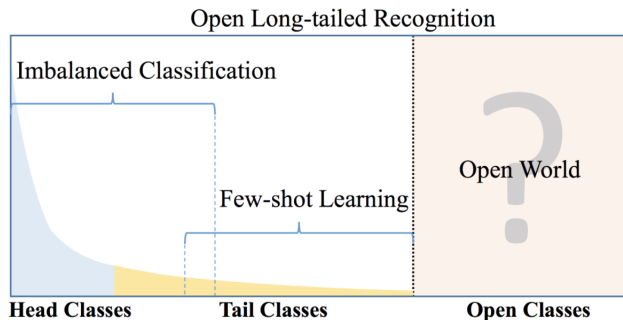 Open Long-tailed Recognition
Imbalanced Classification
?
Open World
Few-shot Learning
Head Classes
Tail Classes
Open Classes